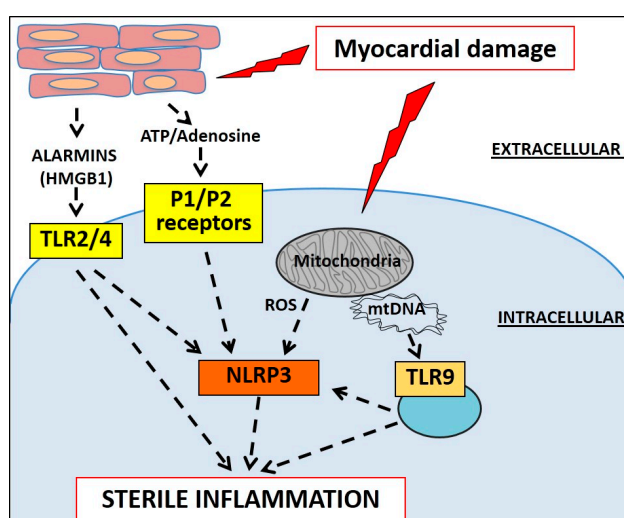 Myocardial damage
ATP/Adenosine
EXTRACELLULAR
ALARMINS
(HMGB1)
P1/P2
receptors
TLR2/4
Mitochondria
ROS
mtDNA
INTRACELLULAR
NLRP3
TLR9
STERILE INFLAMMATION